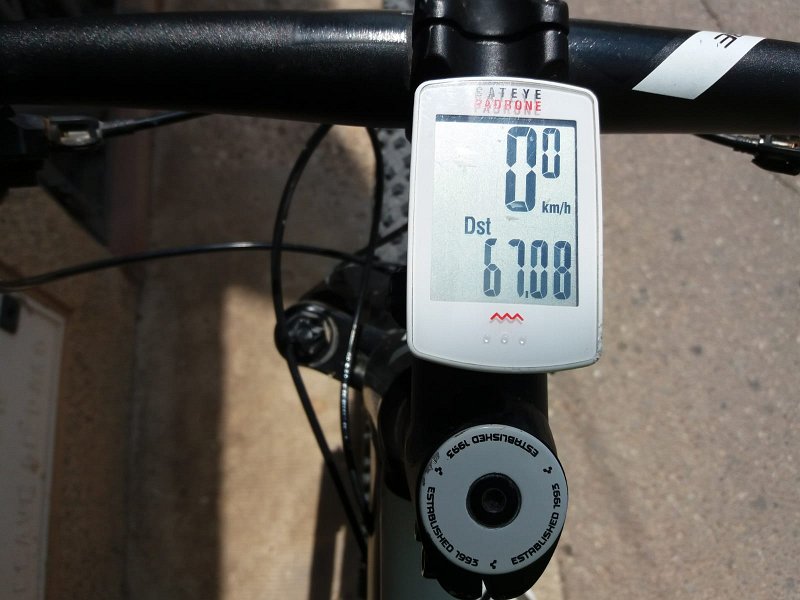 CATEYE
PADRONE
0.0
km/h
Dst
67.08
ESTABLISHED 1993
ESTABLISHED 1993
ESTABLISHED 1993